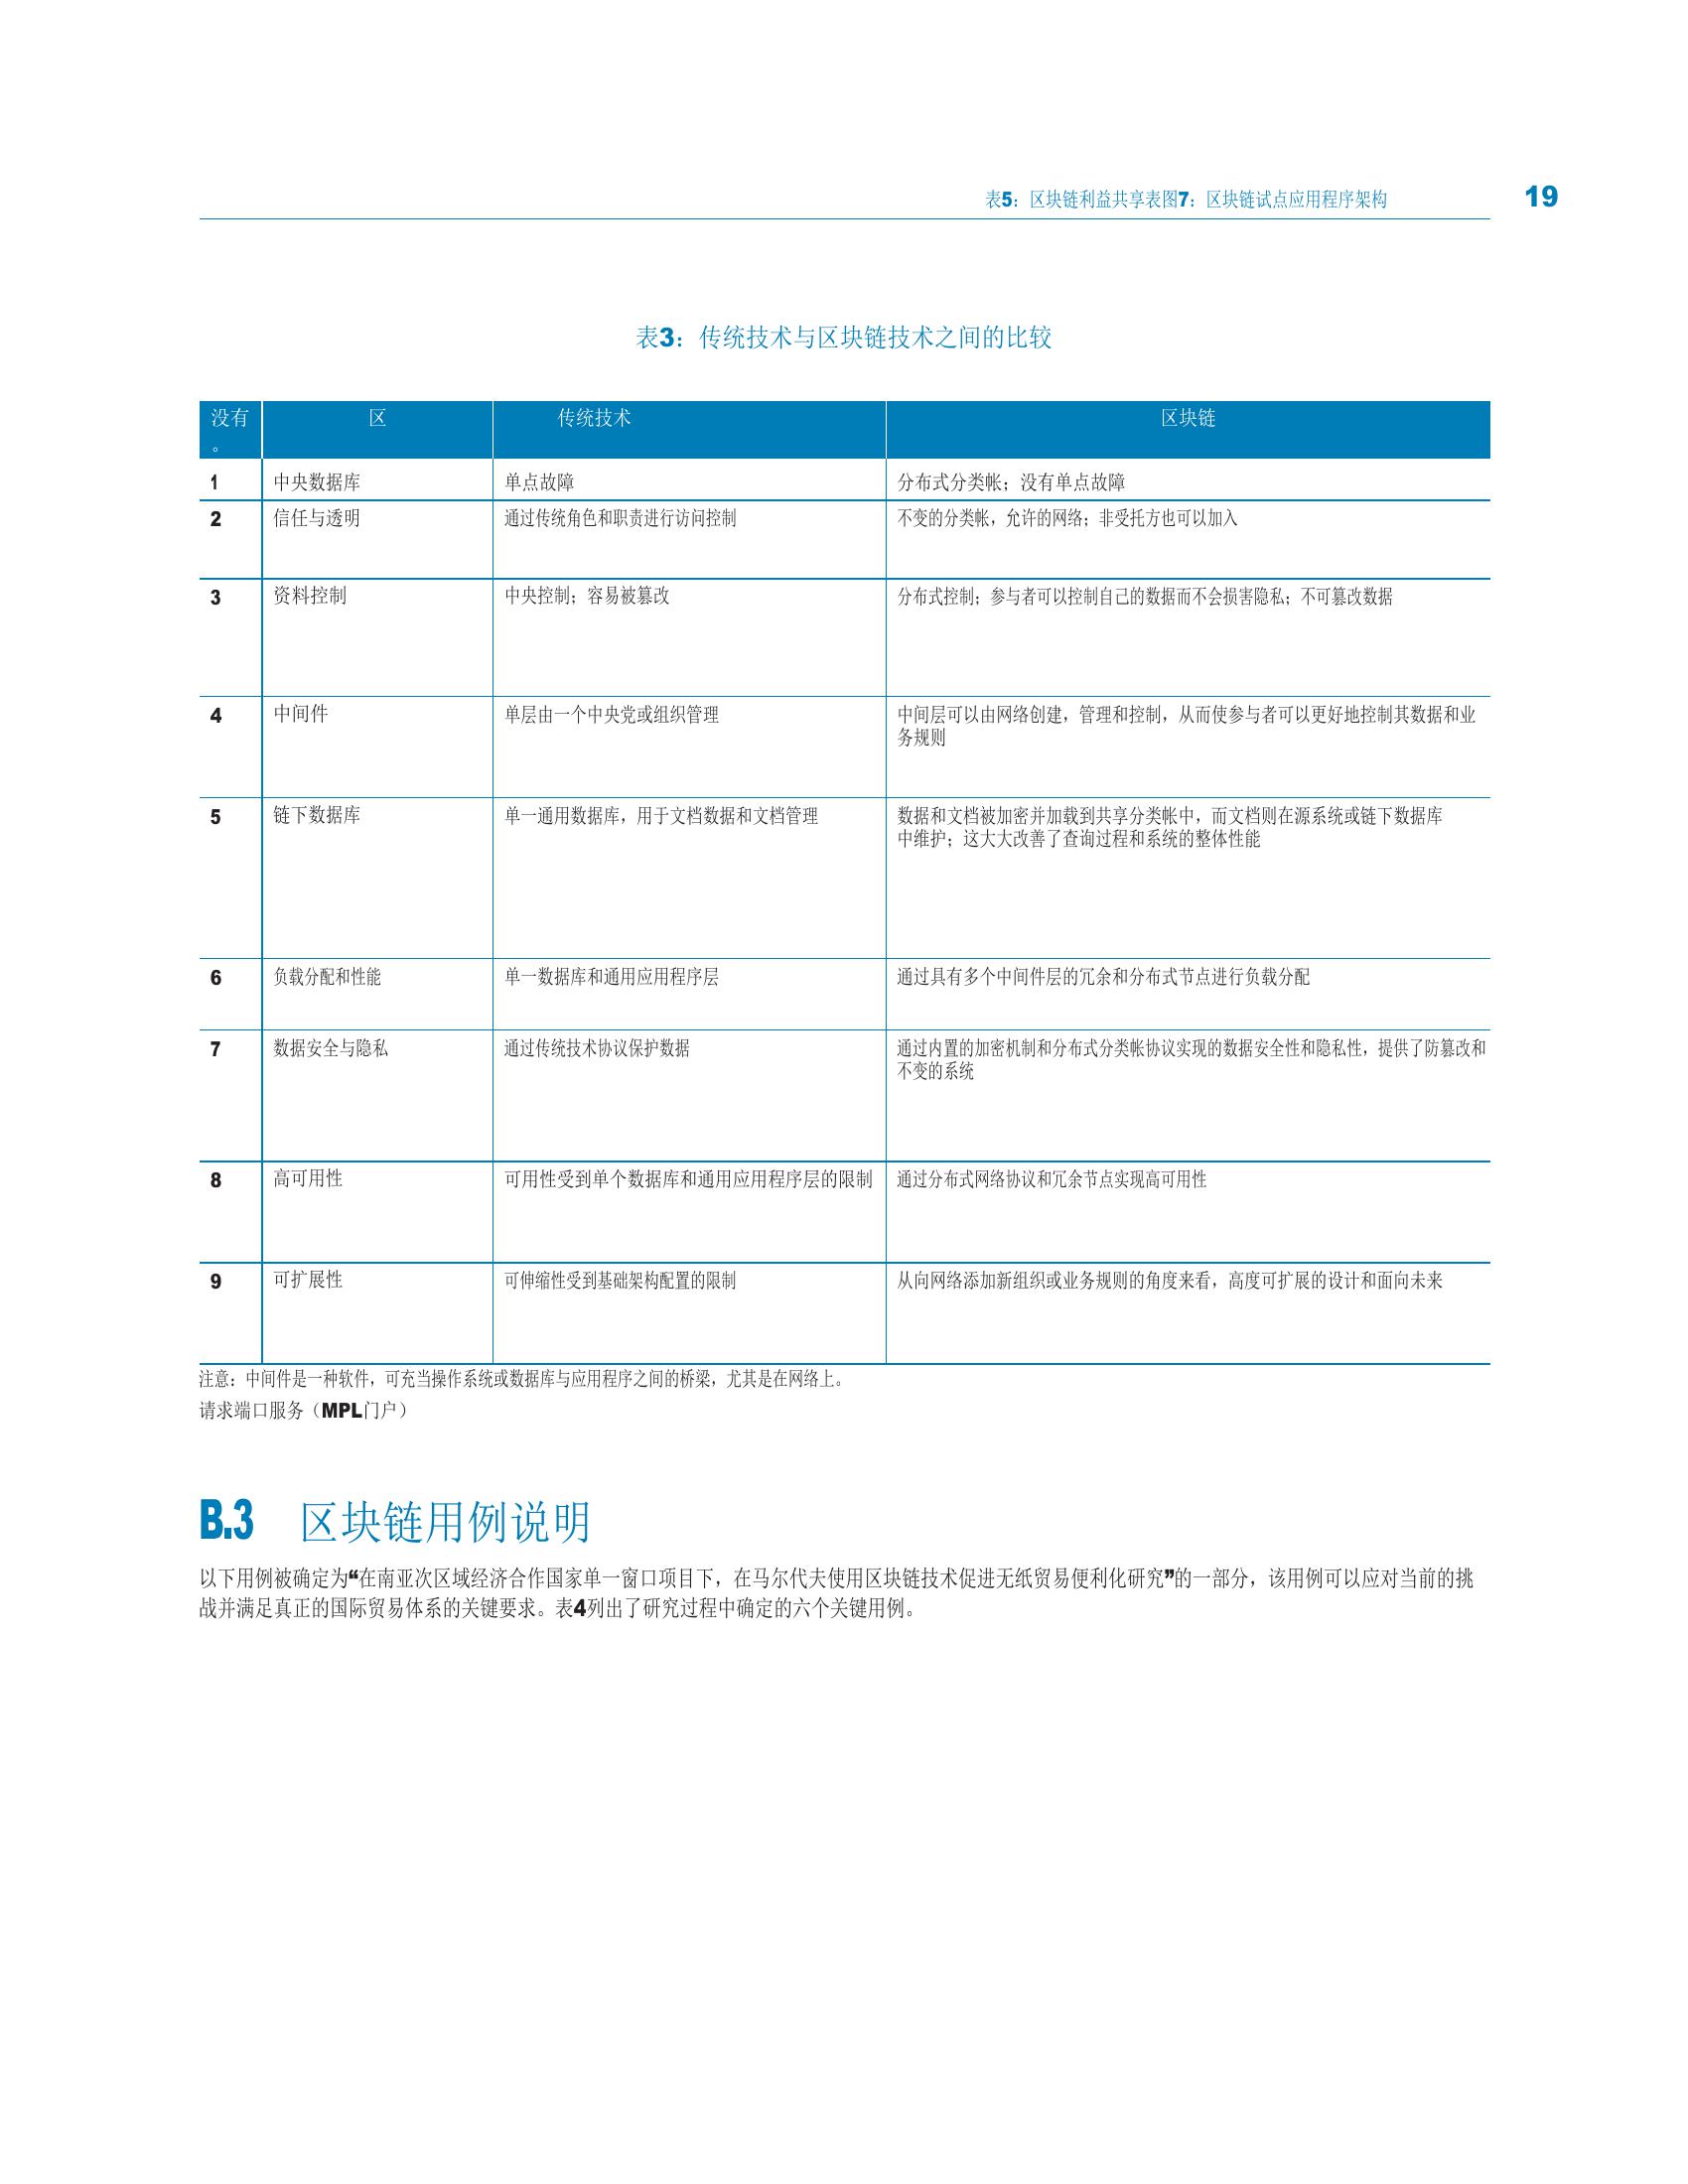 表5：区块链利益共享表图7：区块链试点应用程序架构 19
表3：传统技术与区块链技术之间的比较
没有 区 传统技术 区块链
。
1 中央数据库 单点故障 分布式分类帐；没有单点故障
2 信任与透明 通过传统角色和职责进行访问控制 不变的分类帐，允许的网络；非受托方也可以加入
3 资料控制 中央控制；容易被篡改 分布式控制；参与者可以控制自己的数据而不会损害隐私；不可篡改数据
4 中间件 单层由一个中央党或组织管理 中间层可以由网络创建，管理和控制，从而使参与者可以更好地控制其数据和业
务规则
5 链下数据库 单一通用数据库，用于文档数据和文档管理 数据和文档被加密并加载到共享分类帐中，而文档则在源系统或链下数据库
中维护；这大大改善了查询过程和系统的整体性能
6 负载分配和性能 单一数据库和通用应用程序层 通过具有多个中间件层的冗余和分布式节点进行负载分配
7 数据安全与隐私 通过传统技术协议保护数据 通过内置的加密机制和分布式分类帐协议实现的数据安全性和隐私性，提供了防篡改和
不变的系统
8 高可用性 可用性受到单个数据库和通用应用程序层的限制 通过分布式网络协议和冗余节点实现高可用性
9 可扩展性 可伸缩性受到基础架构配置的限制 从向网络添加新组织或业务规则的角度来看，高度可扩展的设计和面向未来
注意：中间件是一种软件，可充当操作系统或数据库与应用程序之间的桥梁，尤其是在网络上。
请求端口服务（MPL门户）
B.3 区块链用例说明
以下用例被确定为“在南亚次区域经济合作国家单一窗口项目下，在马尔代夫使用区块链技术促进无纸贸易便利化研究”的一部分，该用例可以应对当前的挑
战并满足真正的国际贸易体系的关键要求。表4列出了研究过程中确定的六个关键用例。